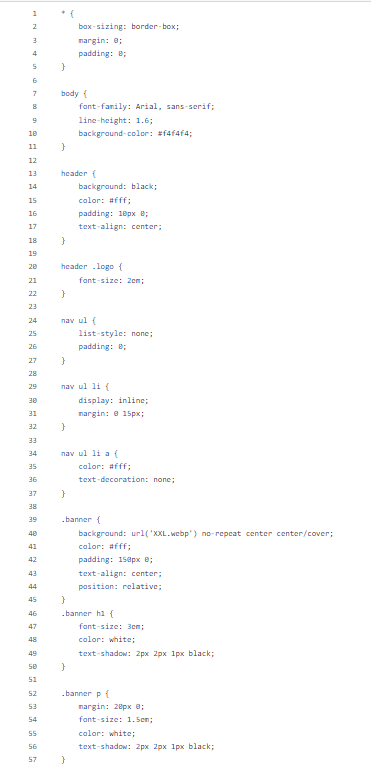 1 * {
2 box-sizing: border-box;
3 margin: 0;
4 padding: 0;
5 }
6
7 body {
8 font-family: Arial, sans-serif;
9 line-height: 1.6;
10 background-color: #f4f4f4;
11 }
12
13 header {
14 background: black;
15 color: #fff;
16 padding: 10px 0;
17 text-align: center;
18 }
19
20 header .logo {
21 font-size: 2em;
22 }
23
24 nav ul {
25 list-style: none;
26 padding: 0;
27 }
28
29 nav ul li {
30 display: inline;
31 margin: 0 15px;
32 }
33
34 nav ul li a {
35 color: #fff;
36 text-decoration: none;
37 }
38
39 .banner {
40 background: url('XXL.webp') no-repeat center center/cover;
41 color: #fff;
42 padding: 150px 0;
43 text-align: center;
44 position: relative;
45 }
46 .banner h1 {
47 font-size: 3em;
48 color: white;
49 text-shadow: 2px 2px 1px black;
50 }
51
52 .banner p {
53 margin: 20px 0;
54 font-size: 1.5em;
55 color: white;
56 text-shadow: 2px 2px 1px black;
57 }